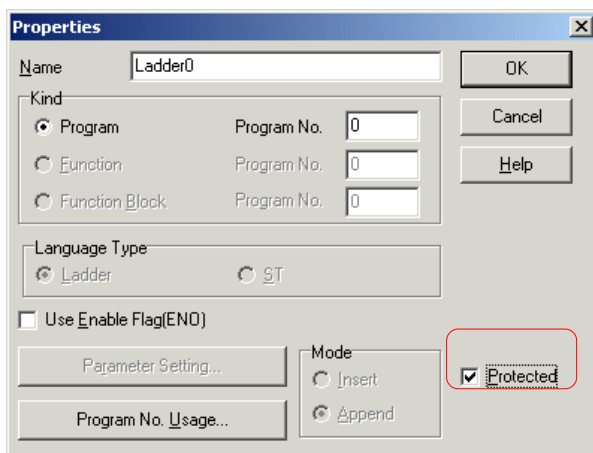 Properties
Name Ladder0 OK
Kind
Program Program No. 0 Cancel
Function Program No. 0 Help
Function Block Program No. 0
Language Type
Ladder ST
Use Enable Flag(ENO)
Parameter Setting...
Mode
Insert
Append
Protected
Program No. Usage...